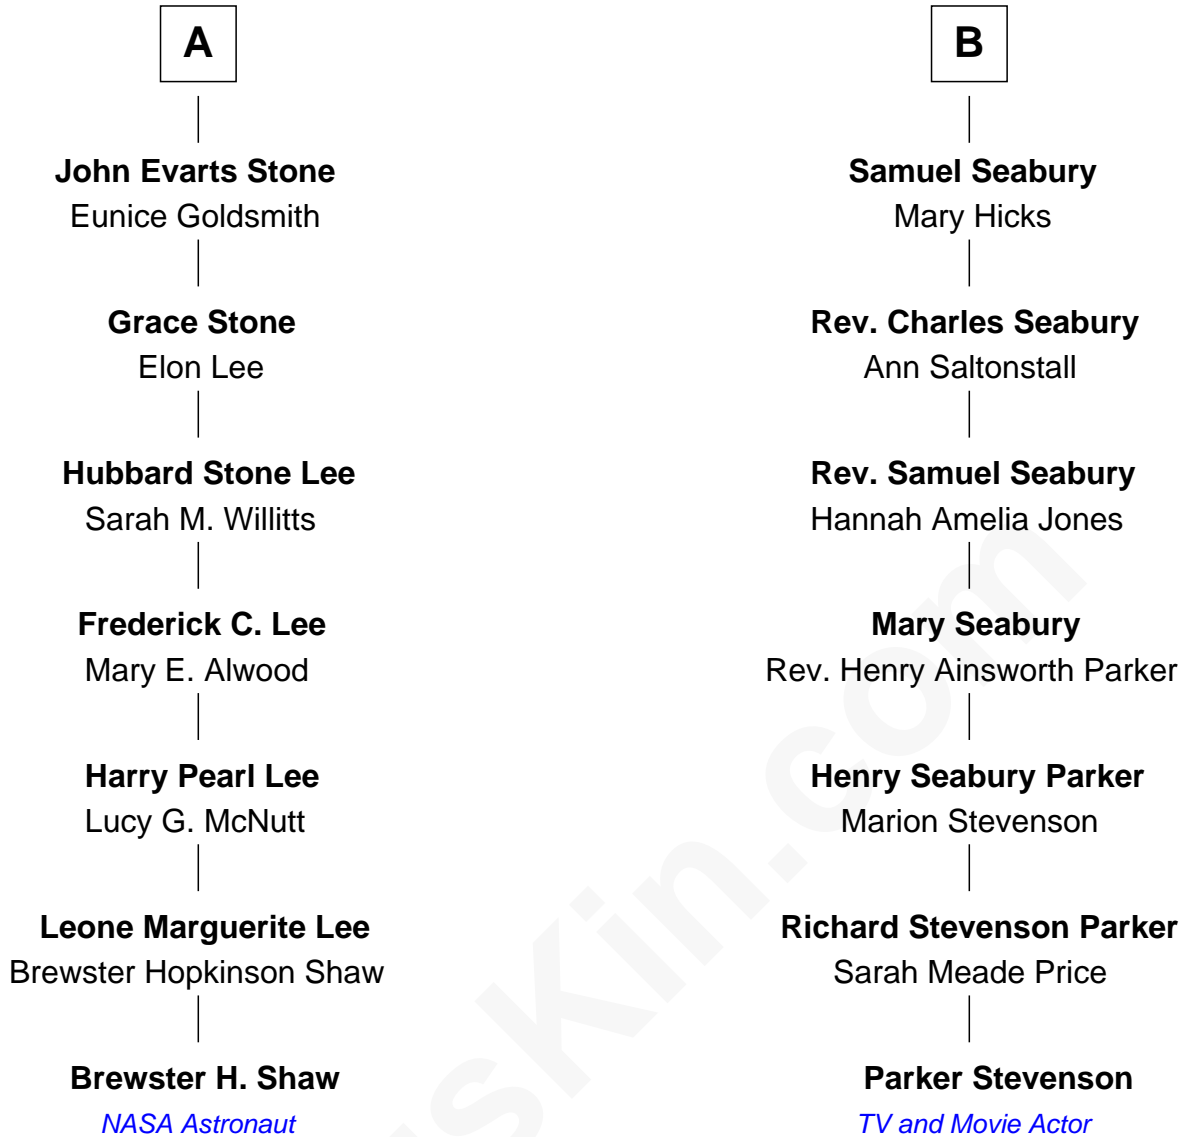 A
John Evarts Stone
Eunice Goldsmith
Grace Stone
Elon Lee
Hubbard Stone Lee
Sarah M. Willitts
Frederick C. Lee
Mary E. Alwood
Harry Pearl Lee
Lucy G. McNutt
Leone Marguerite Lee
Brewster Hopkinson Shaw
Brewster H. Shaw
NASA Astronaut
B
Samuel Seabury
Mary Hicks
Rev. Charles Seabury
Ann Saltonstall
Rev. Samuel Seabury
Hannah Amelia Jones
Mary Seabury
Rev. Henry Ainsworth Parker
Henry Seabury Parker
Marion Stevenson
Richard Stevenson Parker
Sarah Meade Price
Parker Stevenson
TV and Movie Actor
sKin.com